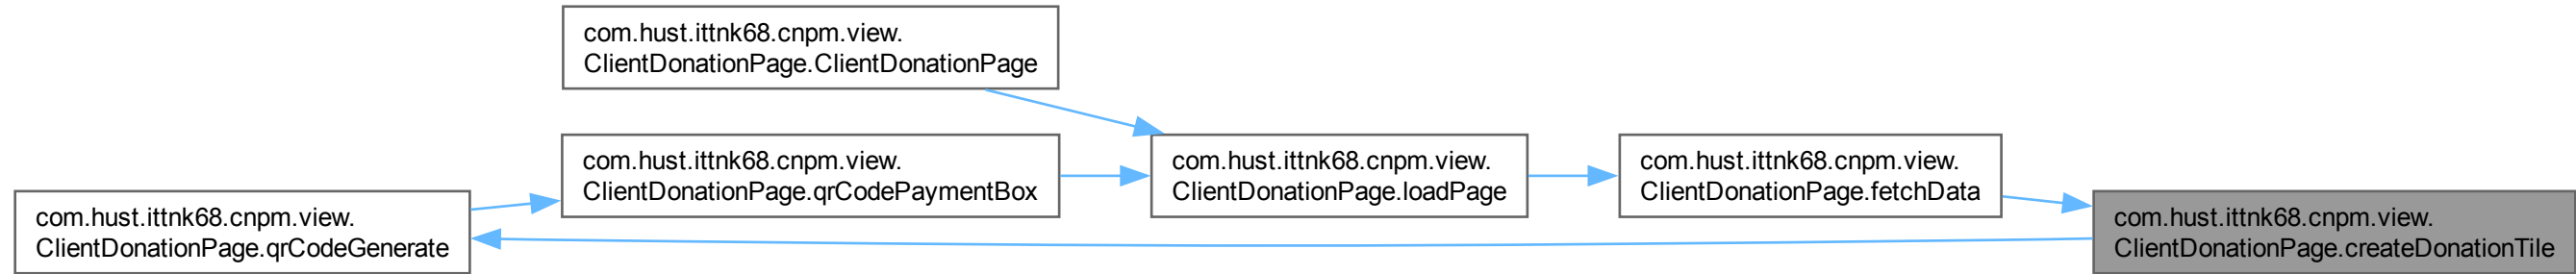 com.hust.ittnk68.cnpm.view.
ClientDonationPage.ClientDonationPage
com.hust.ittnk68.cnpm.view.
ClientDonationPage.qrCodePaymentBox
com.hust.ittnk68.cnpm.view.
ClientDonationPage.loadPage
com.hust.ittnk68.cnpm.view.
ClientDonationPage.fetchData
com.hust.ittnk68.cnpm.view.
ClientDonationPage.qrCodeGenerate
com.hust.ittnk68.cnpm.view.
ClientDonationPage.createDonationTile